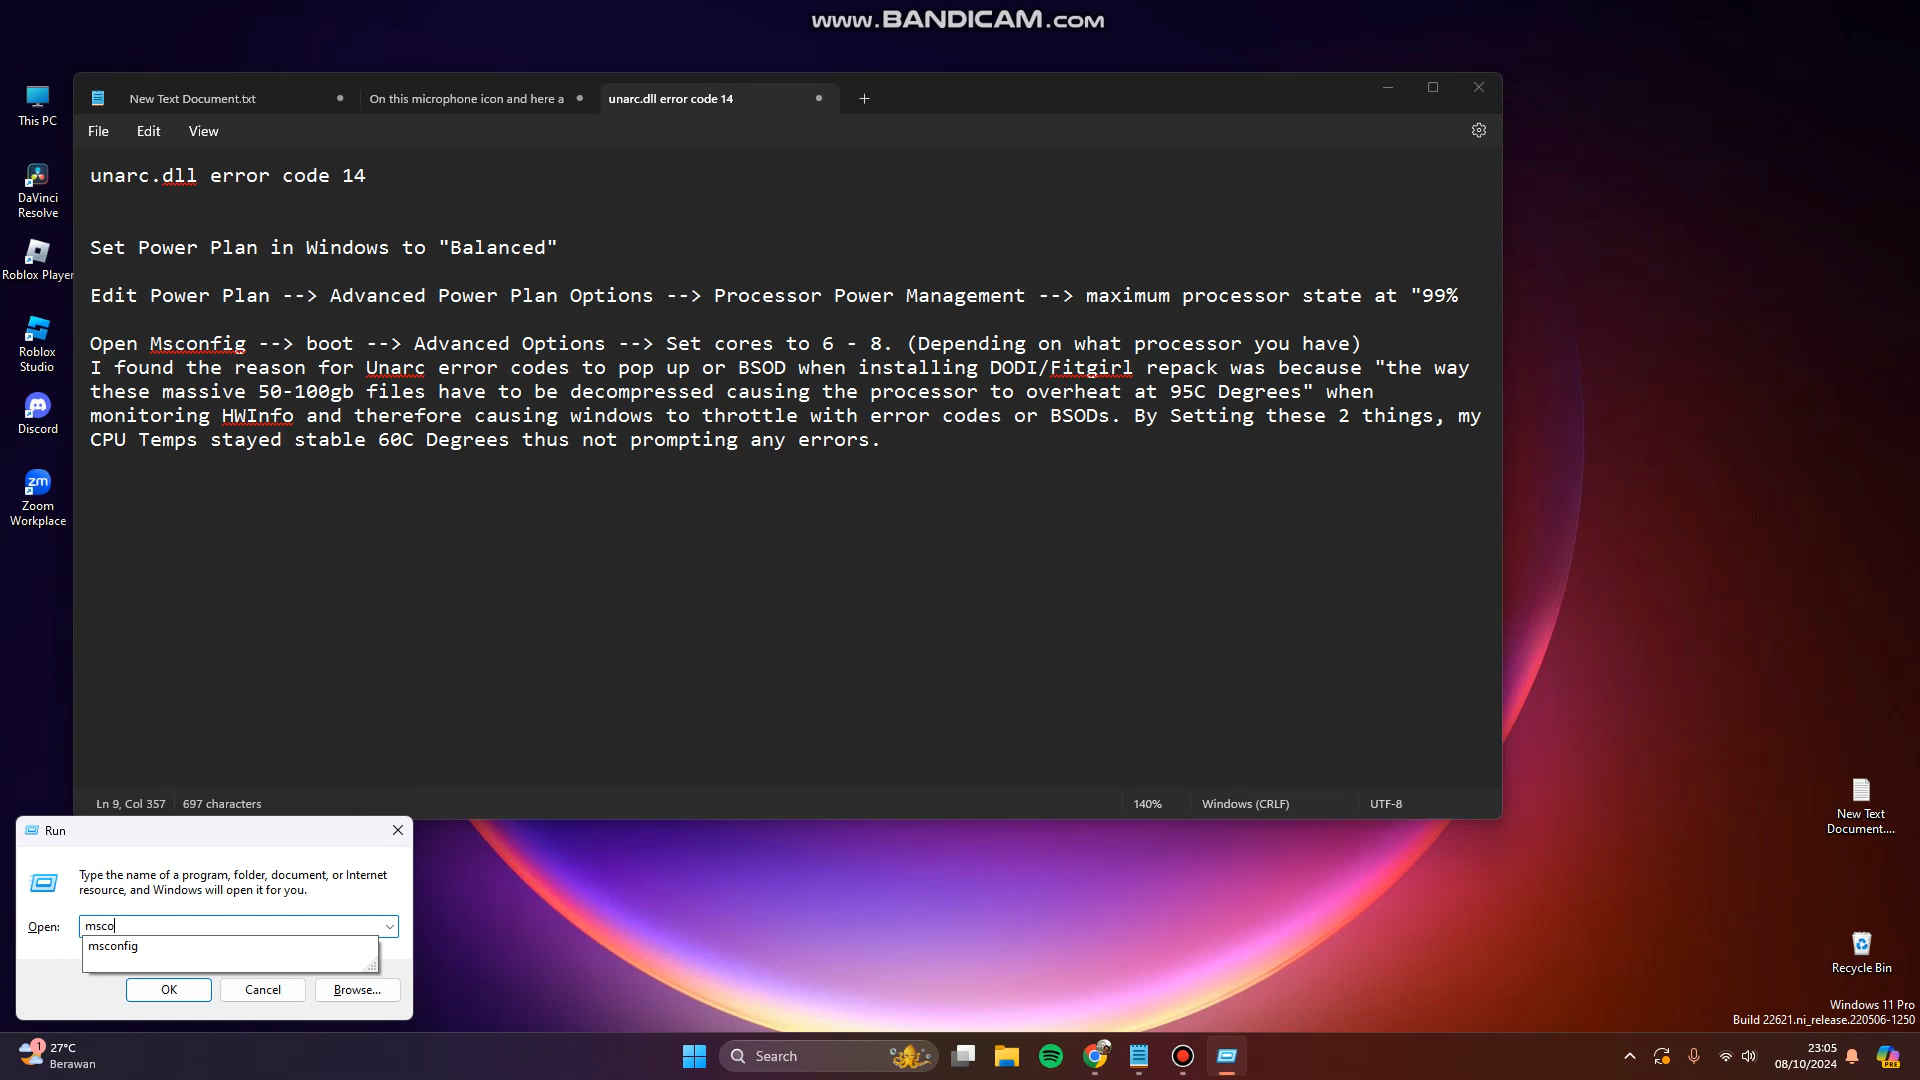 www.BANDICAM.COM
This PC
DaVinci
Resolve
Roblox Player
Roblox
Studio
Discord
zm
Zoom
Workplace
New Text Document.txt
On this microphone icon and here a
unarc.dll error code 14
File
Edit
View
unarc.dll error code 14
Set Power Plan in Windows to "Balanced"
Edit Power Plan --> Advanced Power Plan Options --> Processor Power Management --> maximum processor state at "99%
Open Msconfig --> boot --> Advanced Options --> Set cores to 6 - 8. (Depending on what processor you have)
I found the reason for Unarc error codes to pop up or BSOD when installing DODI/Fitgirl repack was because "the way
these massive 50-100gb files have to be decompressed causing the processor to overheat at 95C Degrees" when
monitoring HWInfo and therefore causing windows to throttle with error codes or BSODs. By Setting these 2 things, my
CPU Temps stayed stable 60C Degrees thus not prompting any errors.
Ln 9, Col 357
697 characters
140%
Windows (CRLF)
UTF-8
Run
Type the name of a program, folder, document, or Internet
resource, and Windows will open it for you.
Open:
msco
msconfig
OK
Cancel
Browse...
New Text
Document....
Recycle Bin
Windows 11 Pro
Build 22621.ni_release.220506-1250
1
27°C
Berawan
Search
23:05
08/10/2024
PRE